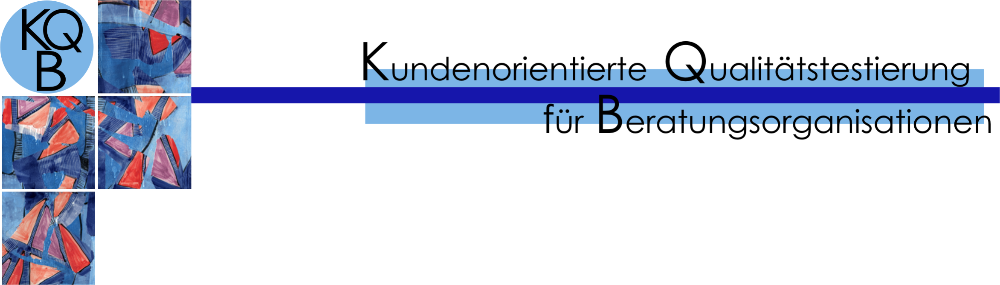 KQ
B
Kundenorientierte Qualitätstestierung
für Beratungsorganisationen